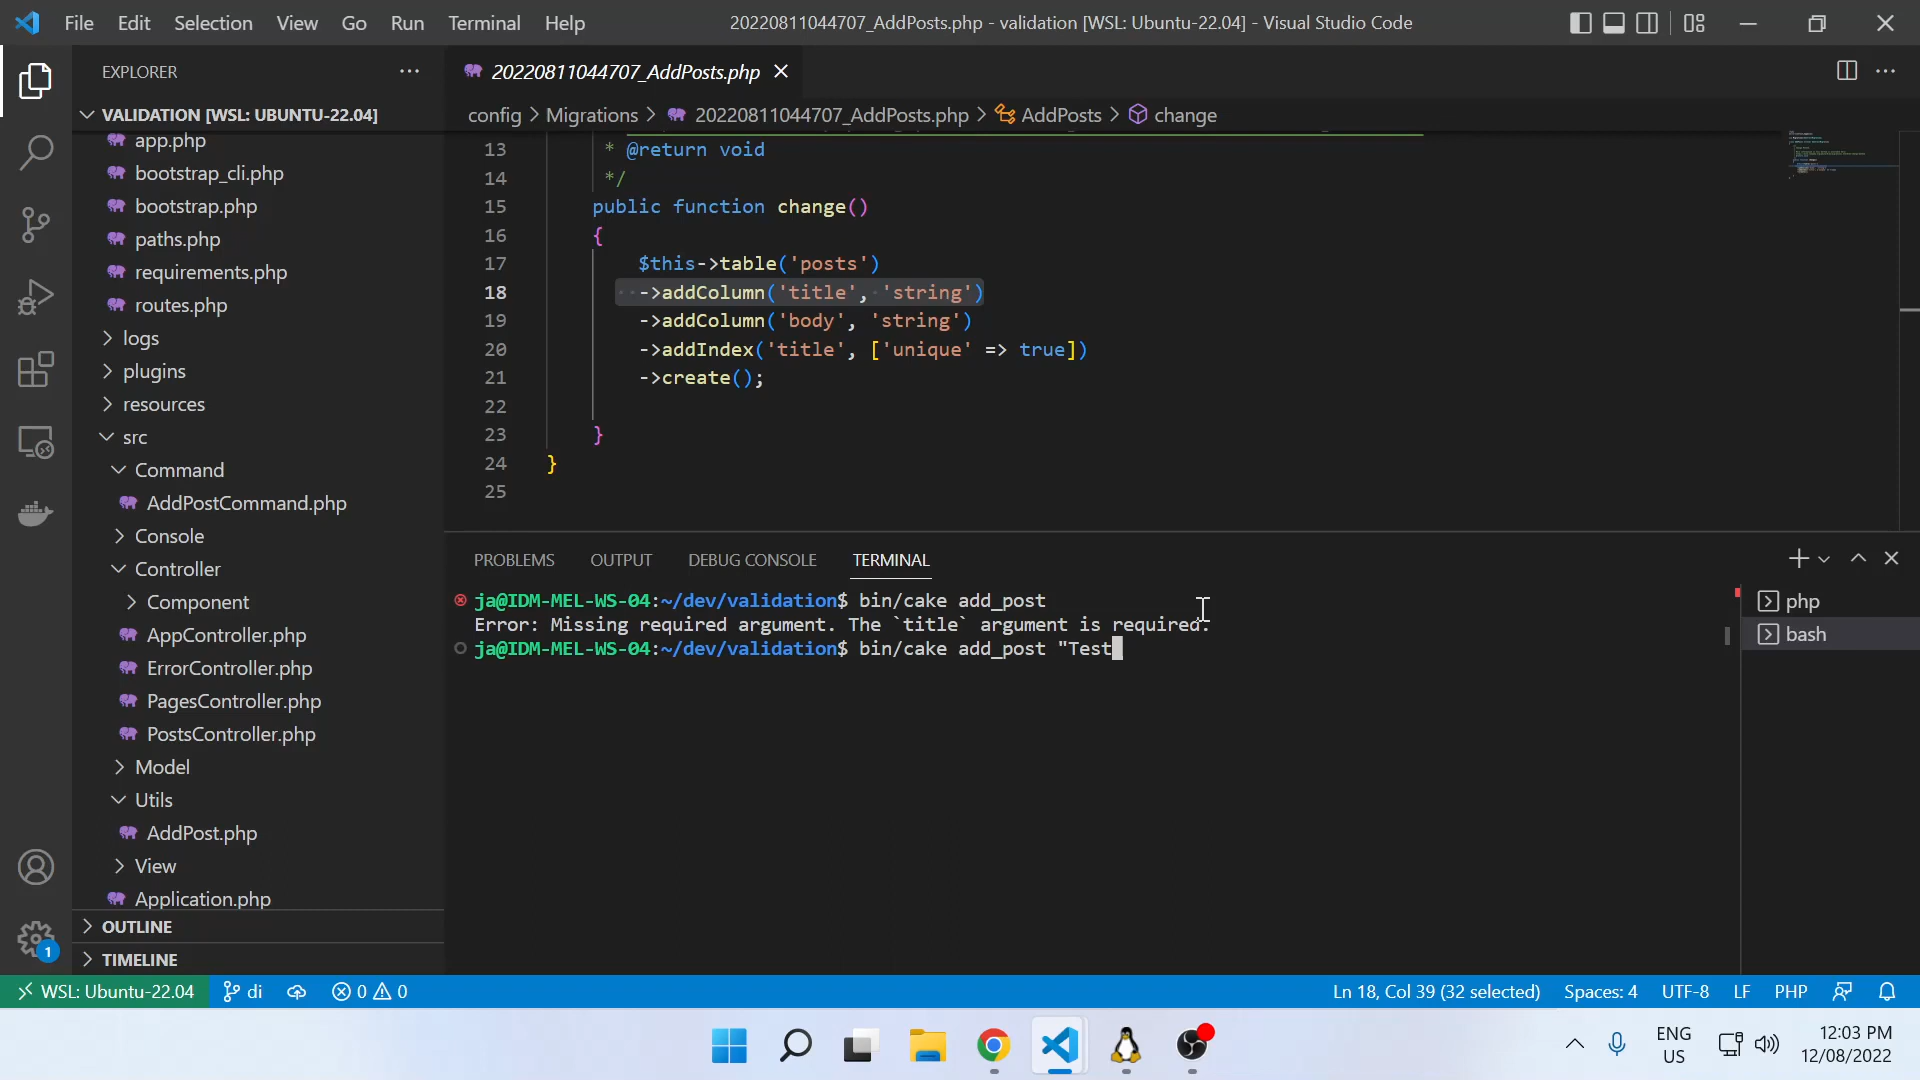 File Edit Selection View Go Run Terminal Help
20220811044707_AddPosts.php - validation [WSL: Ubuntu-22.04] - Visual Studio Code
EXPLORER
VALIDATION [WSL: UBUNTU-22.04]
app.php
bootstrap_cli.php
bootstrap.php
paths.php
requirements.php
routes.php
logs
plugins
resources
src
Command
AddPostCommand.php
Console
Controller
Component
AppController.php
ErrorController.php
PagesController.php
PostsController.php
Model
Utils
AddPost.php
View
Application.php
OUTLINE
TIMELINE
20220811044707_AddPosts.php
config > Migrations > 20220811044707_AddPosts.php > AddPosts > change
13 * @return void
14 */
15 public function change()
16 {
17 $this->table('posts')
18 ->addColumn('title', 'string')
19 ->addColumn('body', 'string')
20 ->addIndex('title', ['unique' => true])
21 ->create();
22
23 }
24 }
25
PROBLEMS OUTPUT DEBUG CONSOLE TERMINAL
ja@IDM-MEL-WS-04:~/dev/validation$ bin/cake add_post
Error: Missing required argument. The `title` argument is required.
ja@IDM-MEL-WS-04:~/dev/validation$ bin/cake add_post "Test
php
bash
1
WSL: Ubuntu-22.04 di 0 0
Ln 18, Col 39 (32 selected) Spaces: 4 UTF-8 LF PHP
ENG
US
12:03 PM
12/08/2022